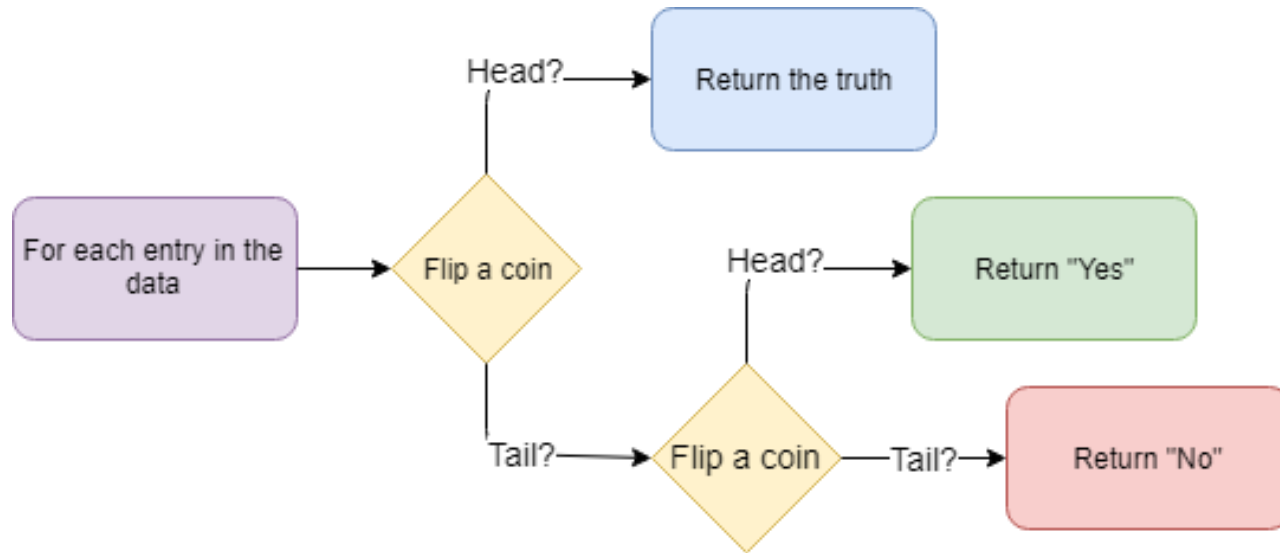 Head?
Return the truth
For each entry in the
data
Flip a coin
Head?
Return "Yes"
Tail?
Flip a coin
Tail?
Return "No"